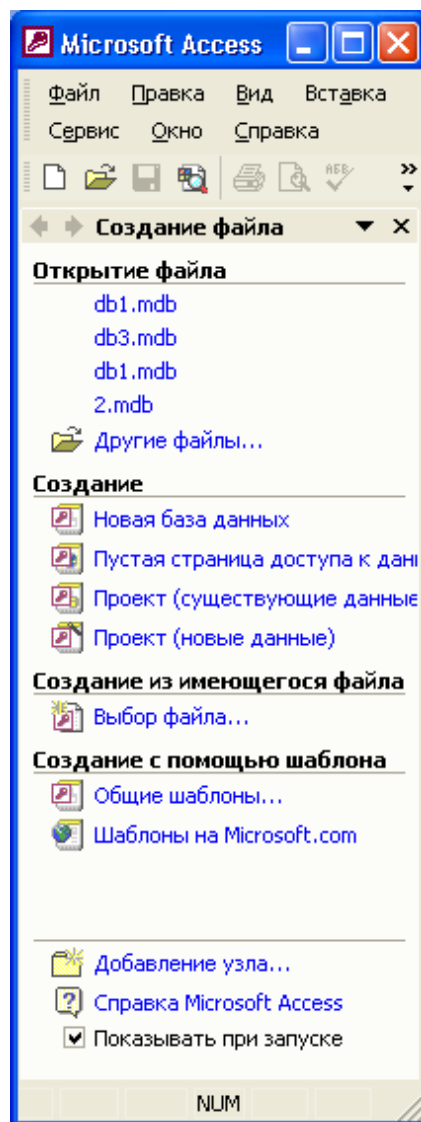 Microsoft Access
Файл Правка Вид Вставка
Сервис Окно Справка
Создание файла
Открытие файла
db1.mdb
db3.mdb
db1.mdb
2.mdb
Другие файлы...
Создание
Новая база данных
Пустая страница доступа к данн
Проект (существующие данные
Проект (новые данные)
Создание из имеющегося файла
Выбор файла...
Создание с помощью шаблона
Общие шаблоны...
Шаблоны на Microsoft.com
Добавление узла...
Справка Microsoft Access
Показывать при запуске
NUM